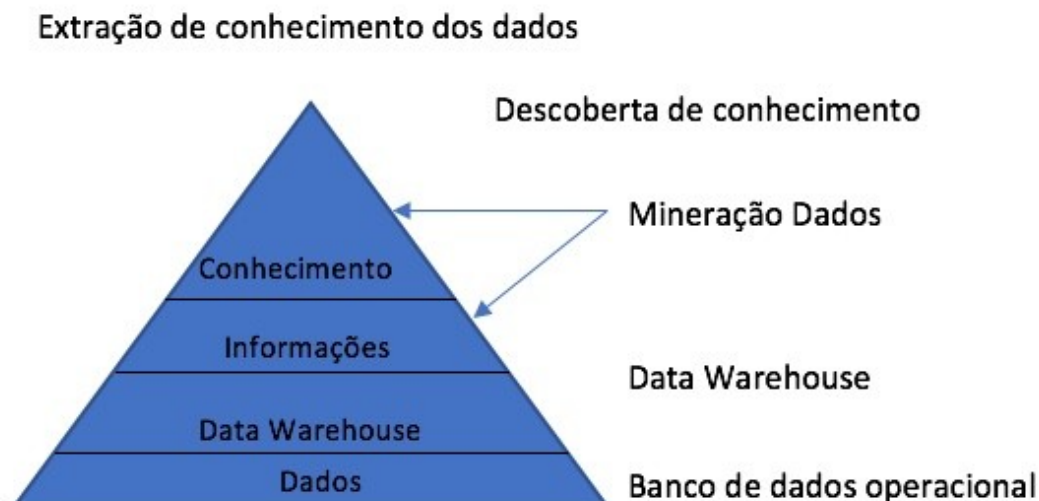 Extração de conhecimento dos dados
Descoberta de conhecimento
Mineração Dados
Conhecimento
Informações
Data Warehouse
Data Warehouse
Dados
Banco de dados operacional